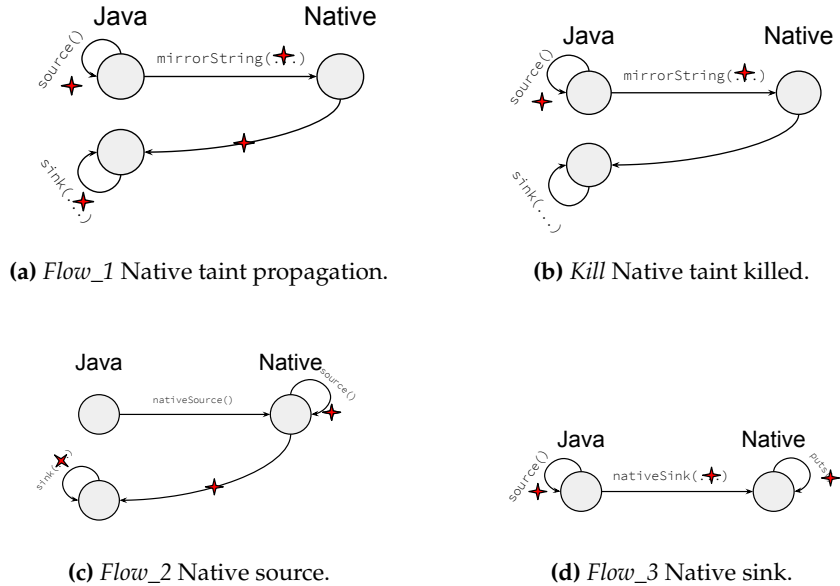 Java Native
source()
mirrorString(...)
sink(...)
(a) Flow_1 Native taint propagation.
Java Native
source()
mirrorString(...)
sink(...)
(b) Kill Native taint killed.
Java Native
source()
nativeSource()
sink(...)
(c) Flow_2 Native source.
Java Native
source()
nativeSink(...)
puts
(d) Flow_3 Native sink.